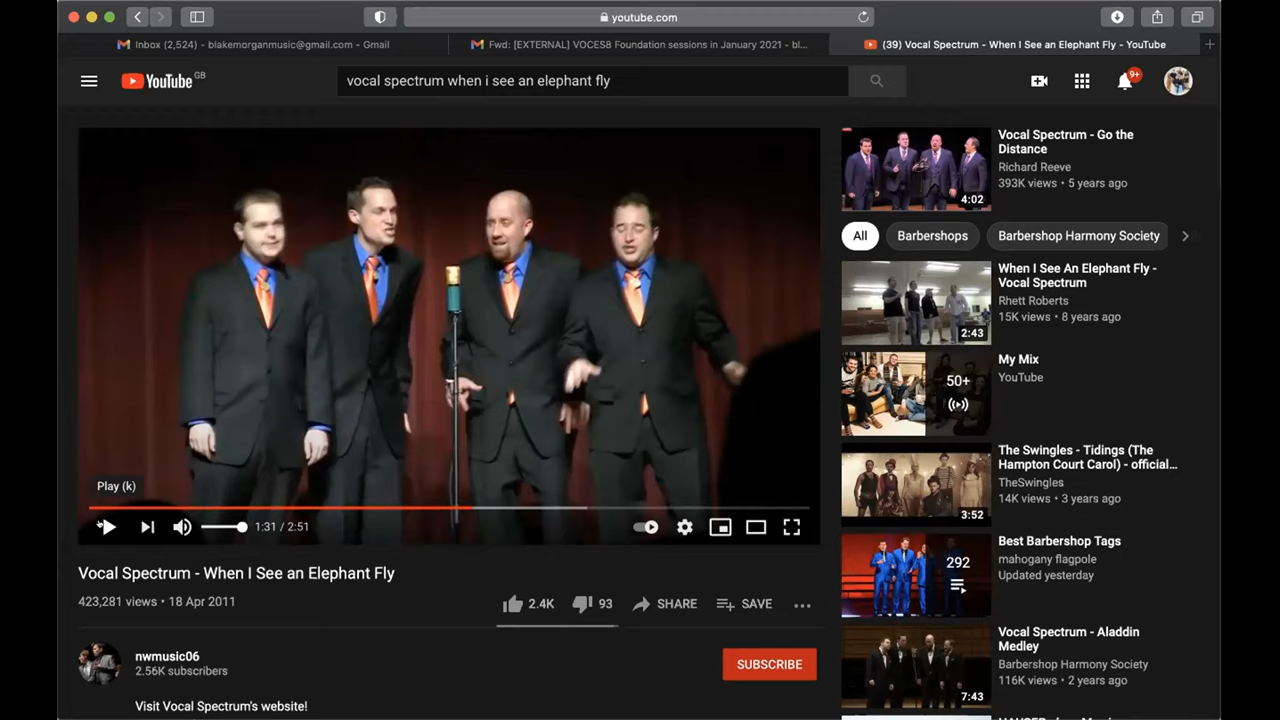 youtube.com
Inbox (2,524) - blakemorganmusic@gmail.com - Gmail
Fwd: [EXTERNAL] VOCES8 Foundation sessions in January 2021 - bl...
(39) Vocal Spectrum - When I See an Elephant Fly - YouTube
YouTube GB
vocal spectrum when i see an elephant fly
9+
Play (k)
1:31 / 2:51
Vocal Spectrum - When I See an Elephant Fly
423,281 views • 18 Apr 2011
2.4K
93
SHARE
SAVE
nwmusic06
2.56K subscribers
SUBSCRIBE
Visit Vocal Spectrum's website!
Vocal Spectrum - Go the
Distance
Richard Reeve
393K views • 5 years ago
4:02
All
Barbershops
Barbershop Harmony Society
When I See An Elephant Fly -
Vocal Spectrum
Rhett Roberts
15K views • 8 years ago
2:43
My Mix
YouTube
50+
The Swingles - Tidings (The
Hampton Court Carol) - official...
TheSwingles
14K views • 3 years ago
3:52
Best Barbershop Tags
mahogany flagpole
Updated yesterday
292
Vocal Spectrum - Aladdin
Medley
Barbershop Harmony Society
116K views • 2 years ago
7:43